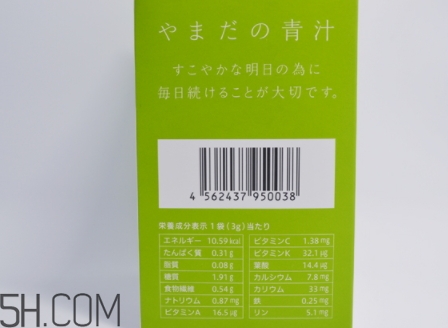 やまだの青汁
すこやかな明日の為に
毎日続けることが大切です。
4 562437 950038
栄養成分表示 1袋(3g)当たり
エネルギー 10.59kcal
たんぱく質 0.31g
脂質 0.08g
糖質 1.91g
食物繊維 0.54g
ナトリウム 0.87mg
ビタミンA 16.5μg
ビタミンC 1.38mg
ビタミンK 32.1μg
葉酸 14.4μg
カルシウム 7.8mg
カリウム 33mg
鉄 0.25mg
リン 5.1mg
5H.COM